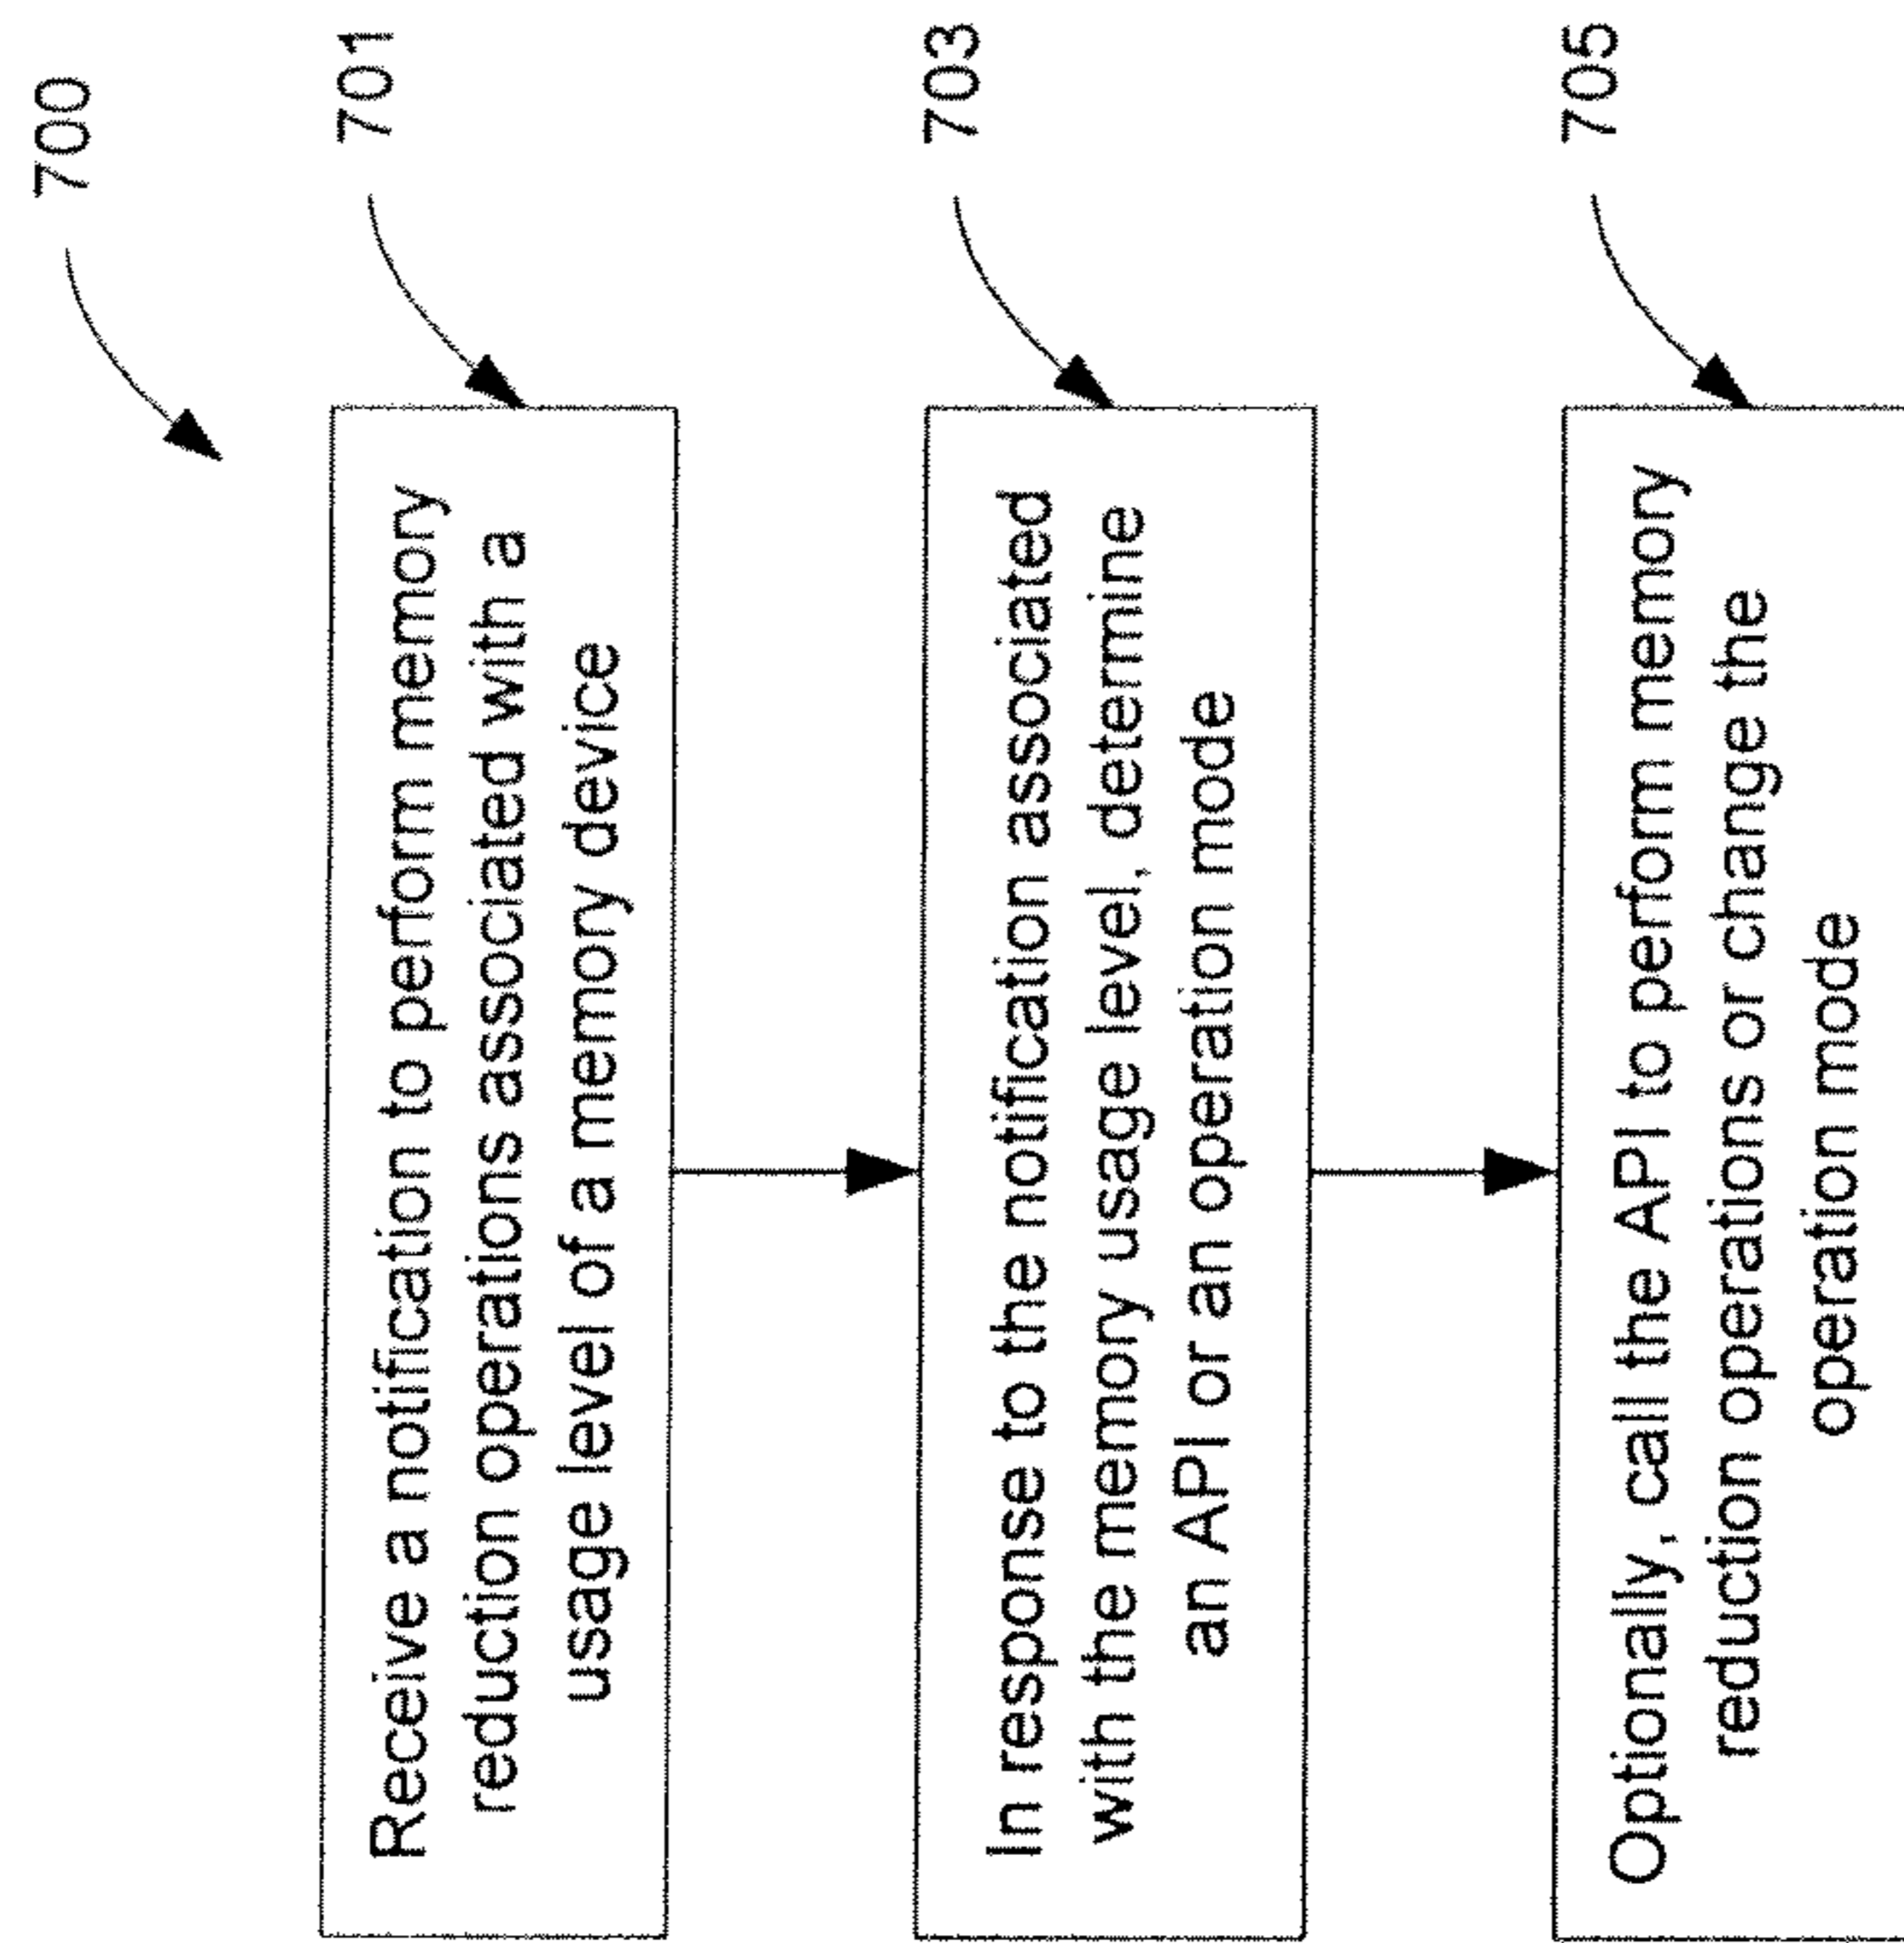 700
701
Receive a notification to perform memory
reduction operations associated with a
usage level of a memory device
703
In response to the notification associated
with the memory usage level, determine
an API or an operation mode
705
Optionally, call the API to perform memory
reduction operations or change the
operation mode